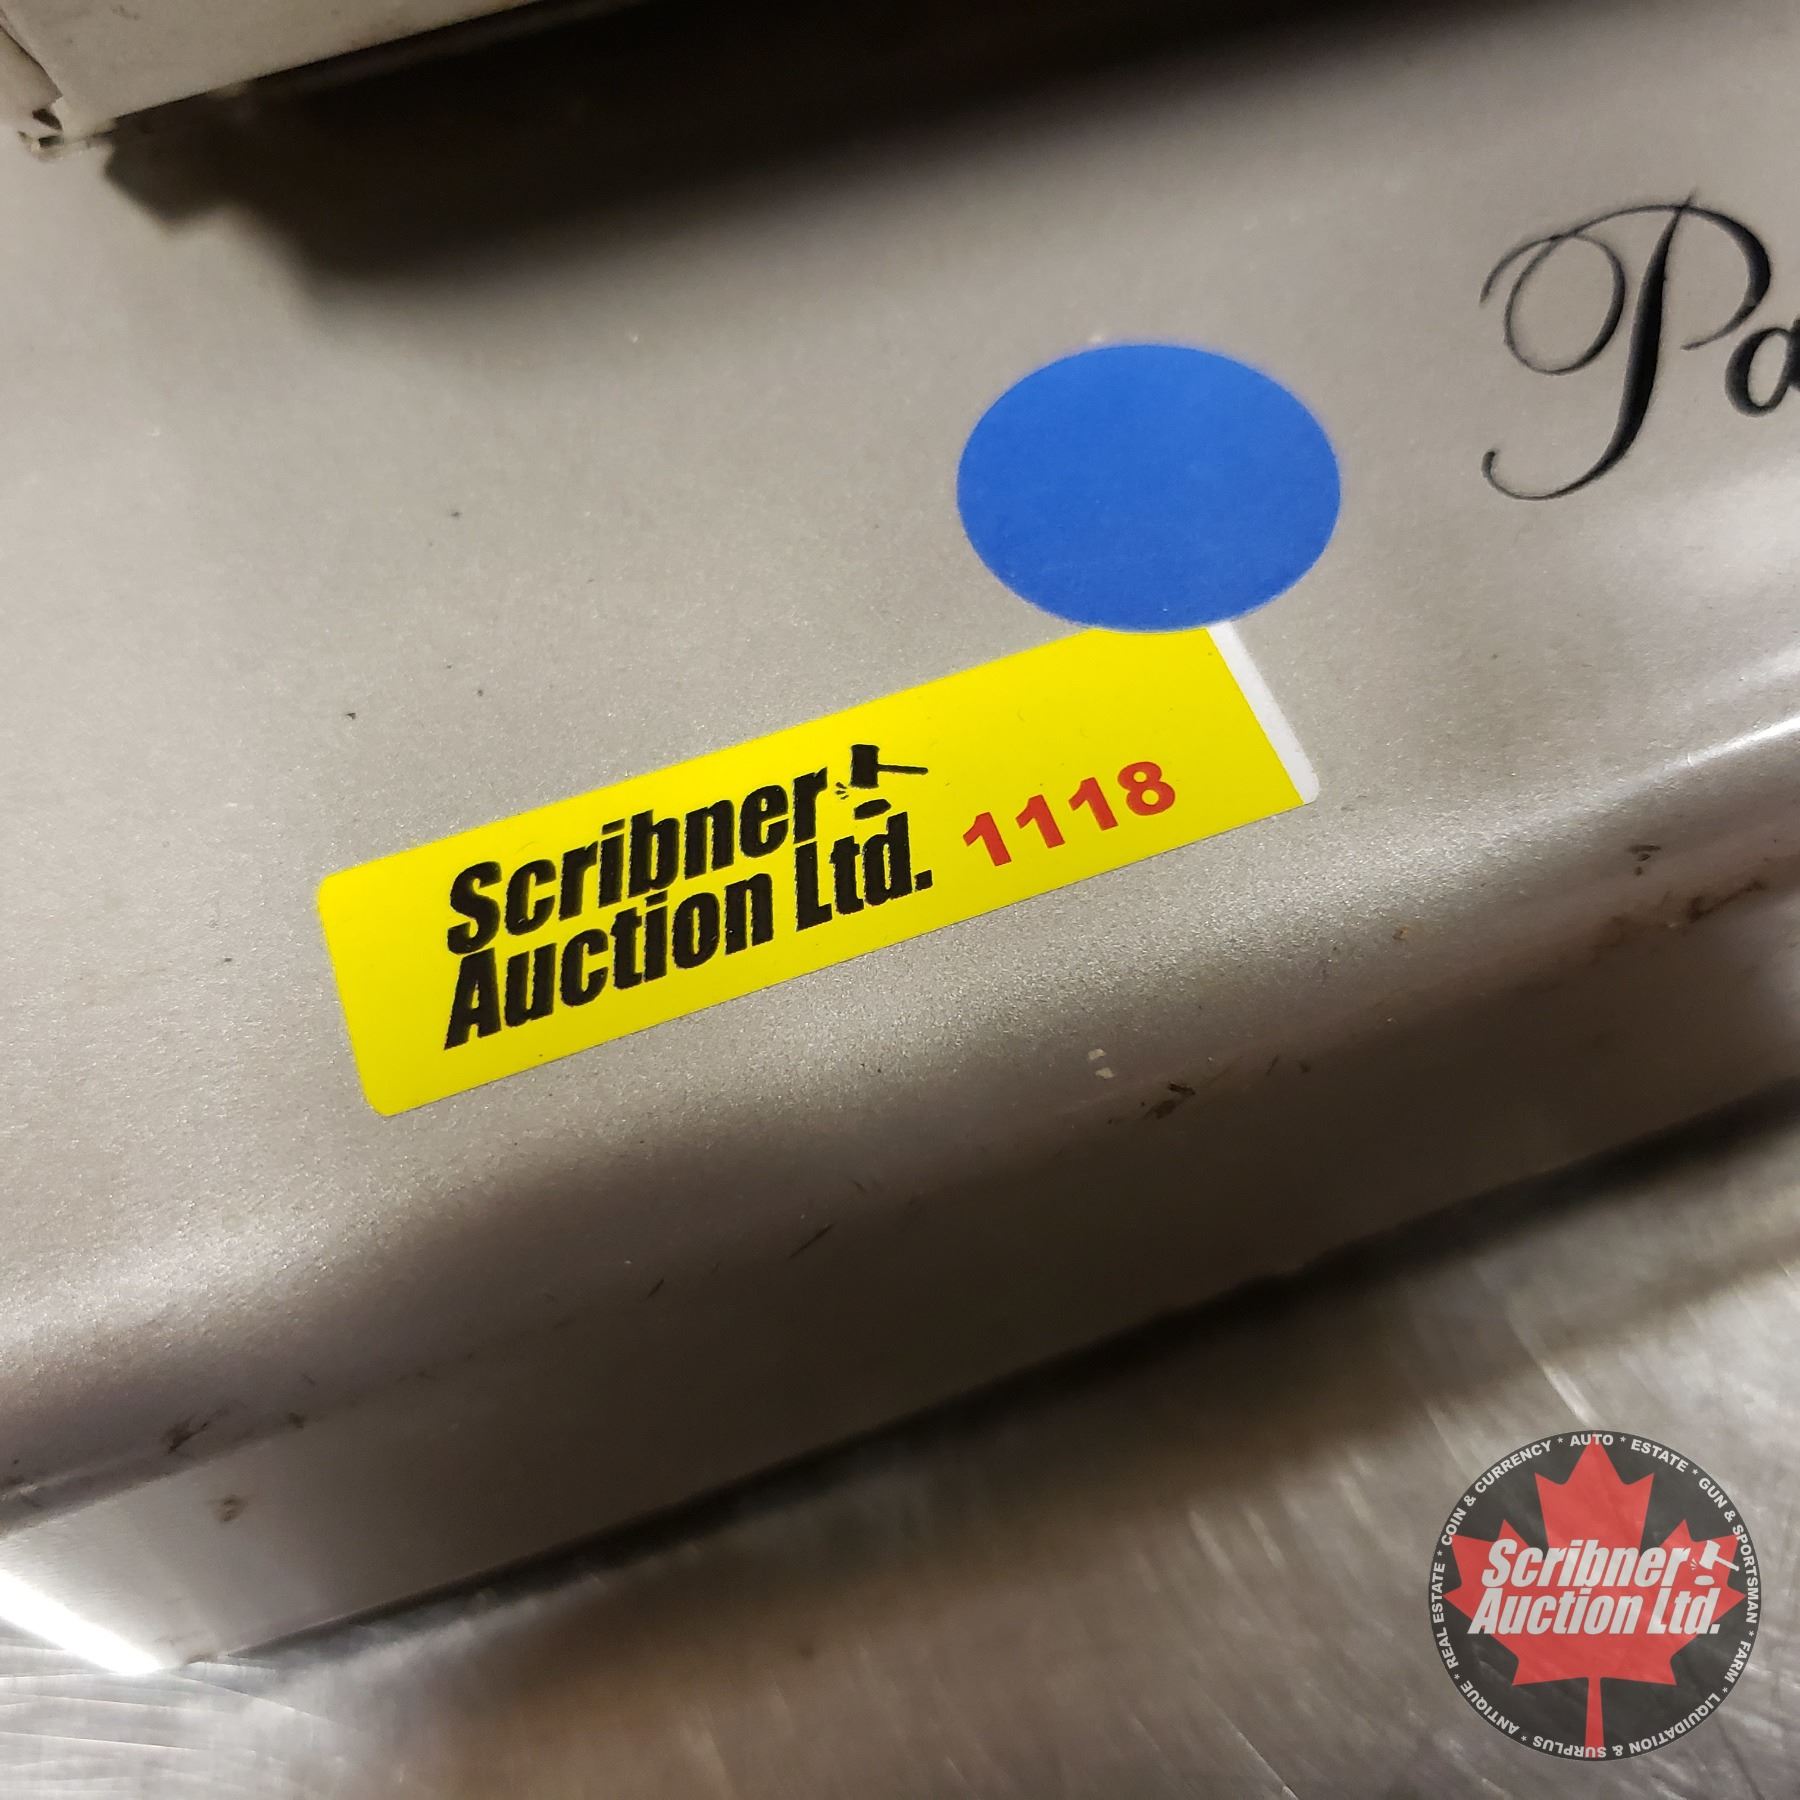 Pa
Scribner
Auction Ltd.
1118
COIN & CURRENCY * AUTO * ESTATE * GUN & SPORTSMAN * FARM * LIQUIDATION & SURPLUS * ANTIQUE * REAL ESTATE *
Scribner
Auction Ltd.